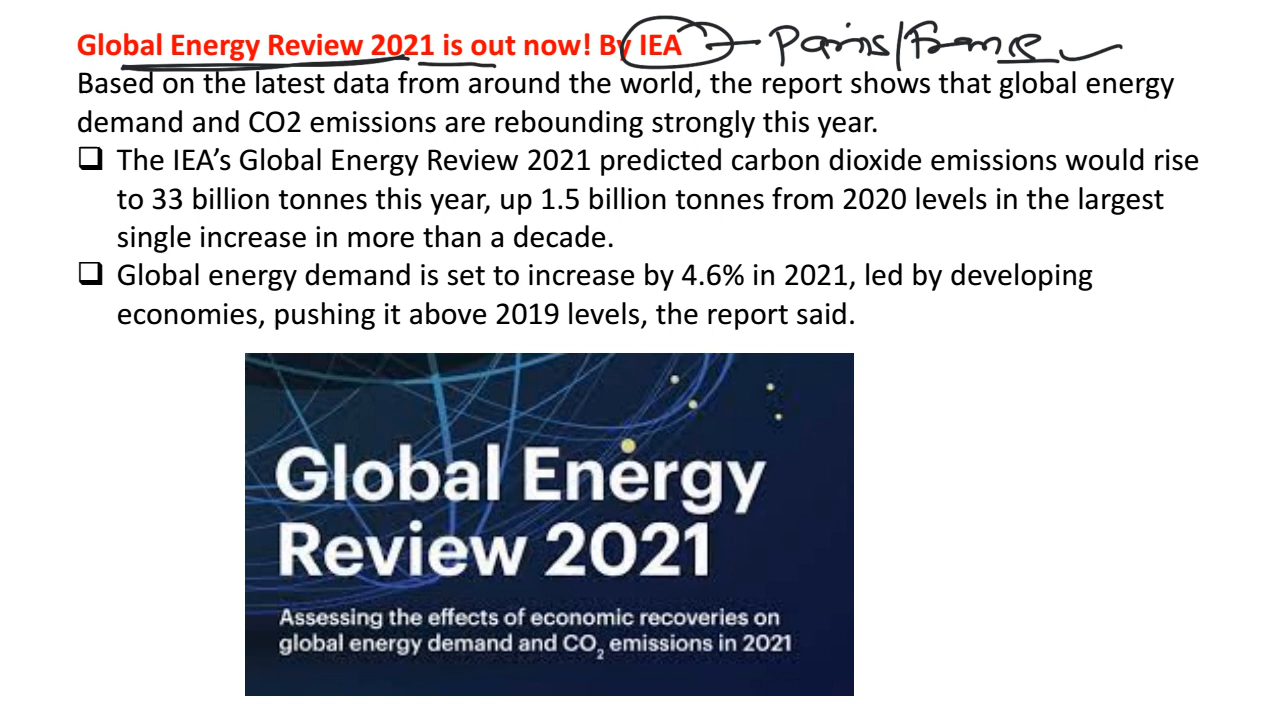 Global Energy Review 2021 is out now! By IEA → Paris/France
Based on the latest data from around the world, the report shows that global energy
demand and CO2 emissions are rebounding strongly this year.
❑ The IEA’s Global Energy Review 2021 predicted carbon dioxide emissions would rise
to 33 billion tonnes this year, up 1.5 billion tonnes from 2020 levels in the largest
single increase in more than a decade.
❑ Global energy demand is set to increase by 4.6% in 2021, led by developing
economies, pushing it above 2019 levels, the report said.
Global Energy
Review 2021
Assessing the effects of economic recoveries on
global energy demand and CO₂ emissions in 2021